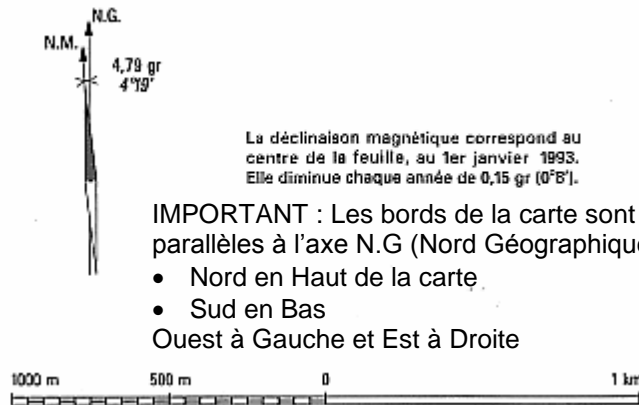 N.G.
N.M.
4,79 gr
4°19'
La déclinaison magnétique correspond au
centre de la feuille, au 1er janvier 1993.
Elle diminue chaque année de 0,15 gr (0°8').
IMPORTANT : Les bords de la carte sont
parallèles à l'axe N.G (Nord Géographique
• Nord en Haut de la carte
• Sud en Bas
Ouest à Gauche et Est à Droite
1000 m 500 m 0 1 km